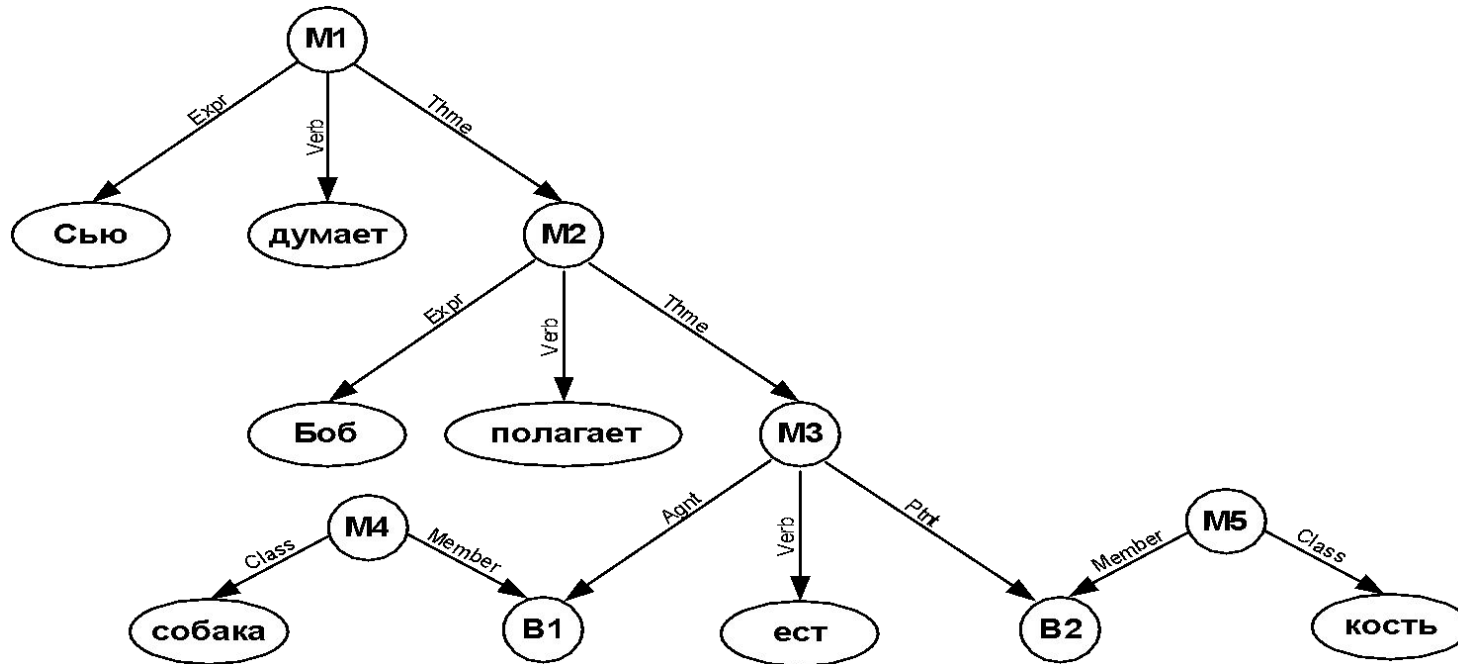 M1
Expr
Verb
Thme
Сью
думает
M2
Expr
Verb
Thme
Боб
полагает
M3
M4
Agnt
Verb
Ptnt
M5
Class
Member
Member
Class
собака
B1
ест
B2
кость